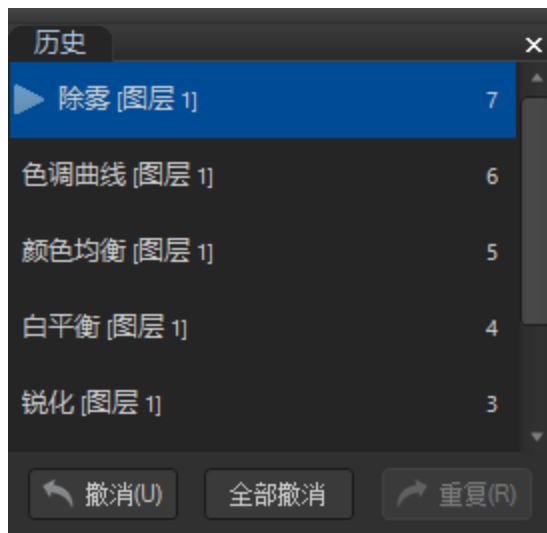 历史
除雾 [图层 1] 7
色调曲线 [图层 1] 6
颜色均衡 [图层 1] 5
白平衡 [图层 1] 4
锐化 [图层 1] 3
撤消(U) 全部撤消 重复(R)